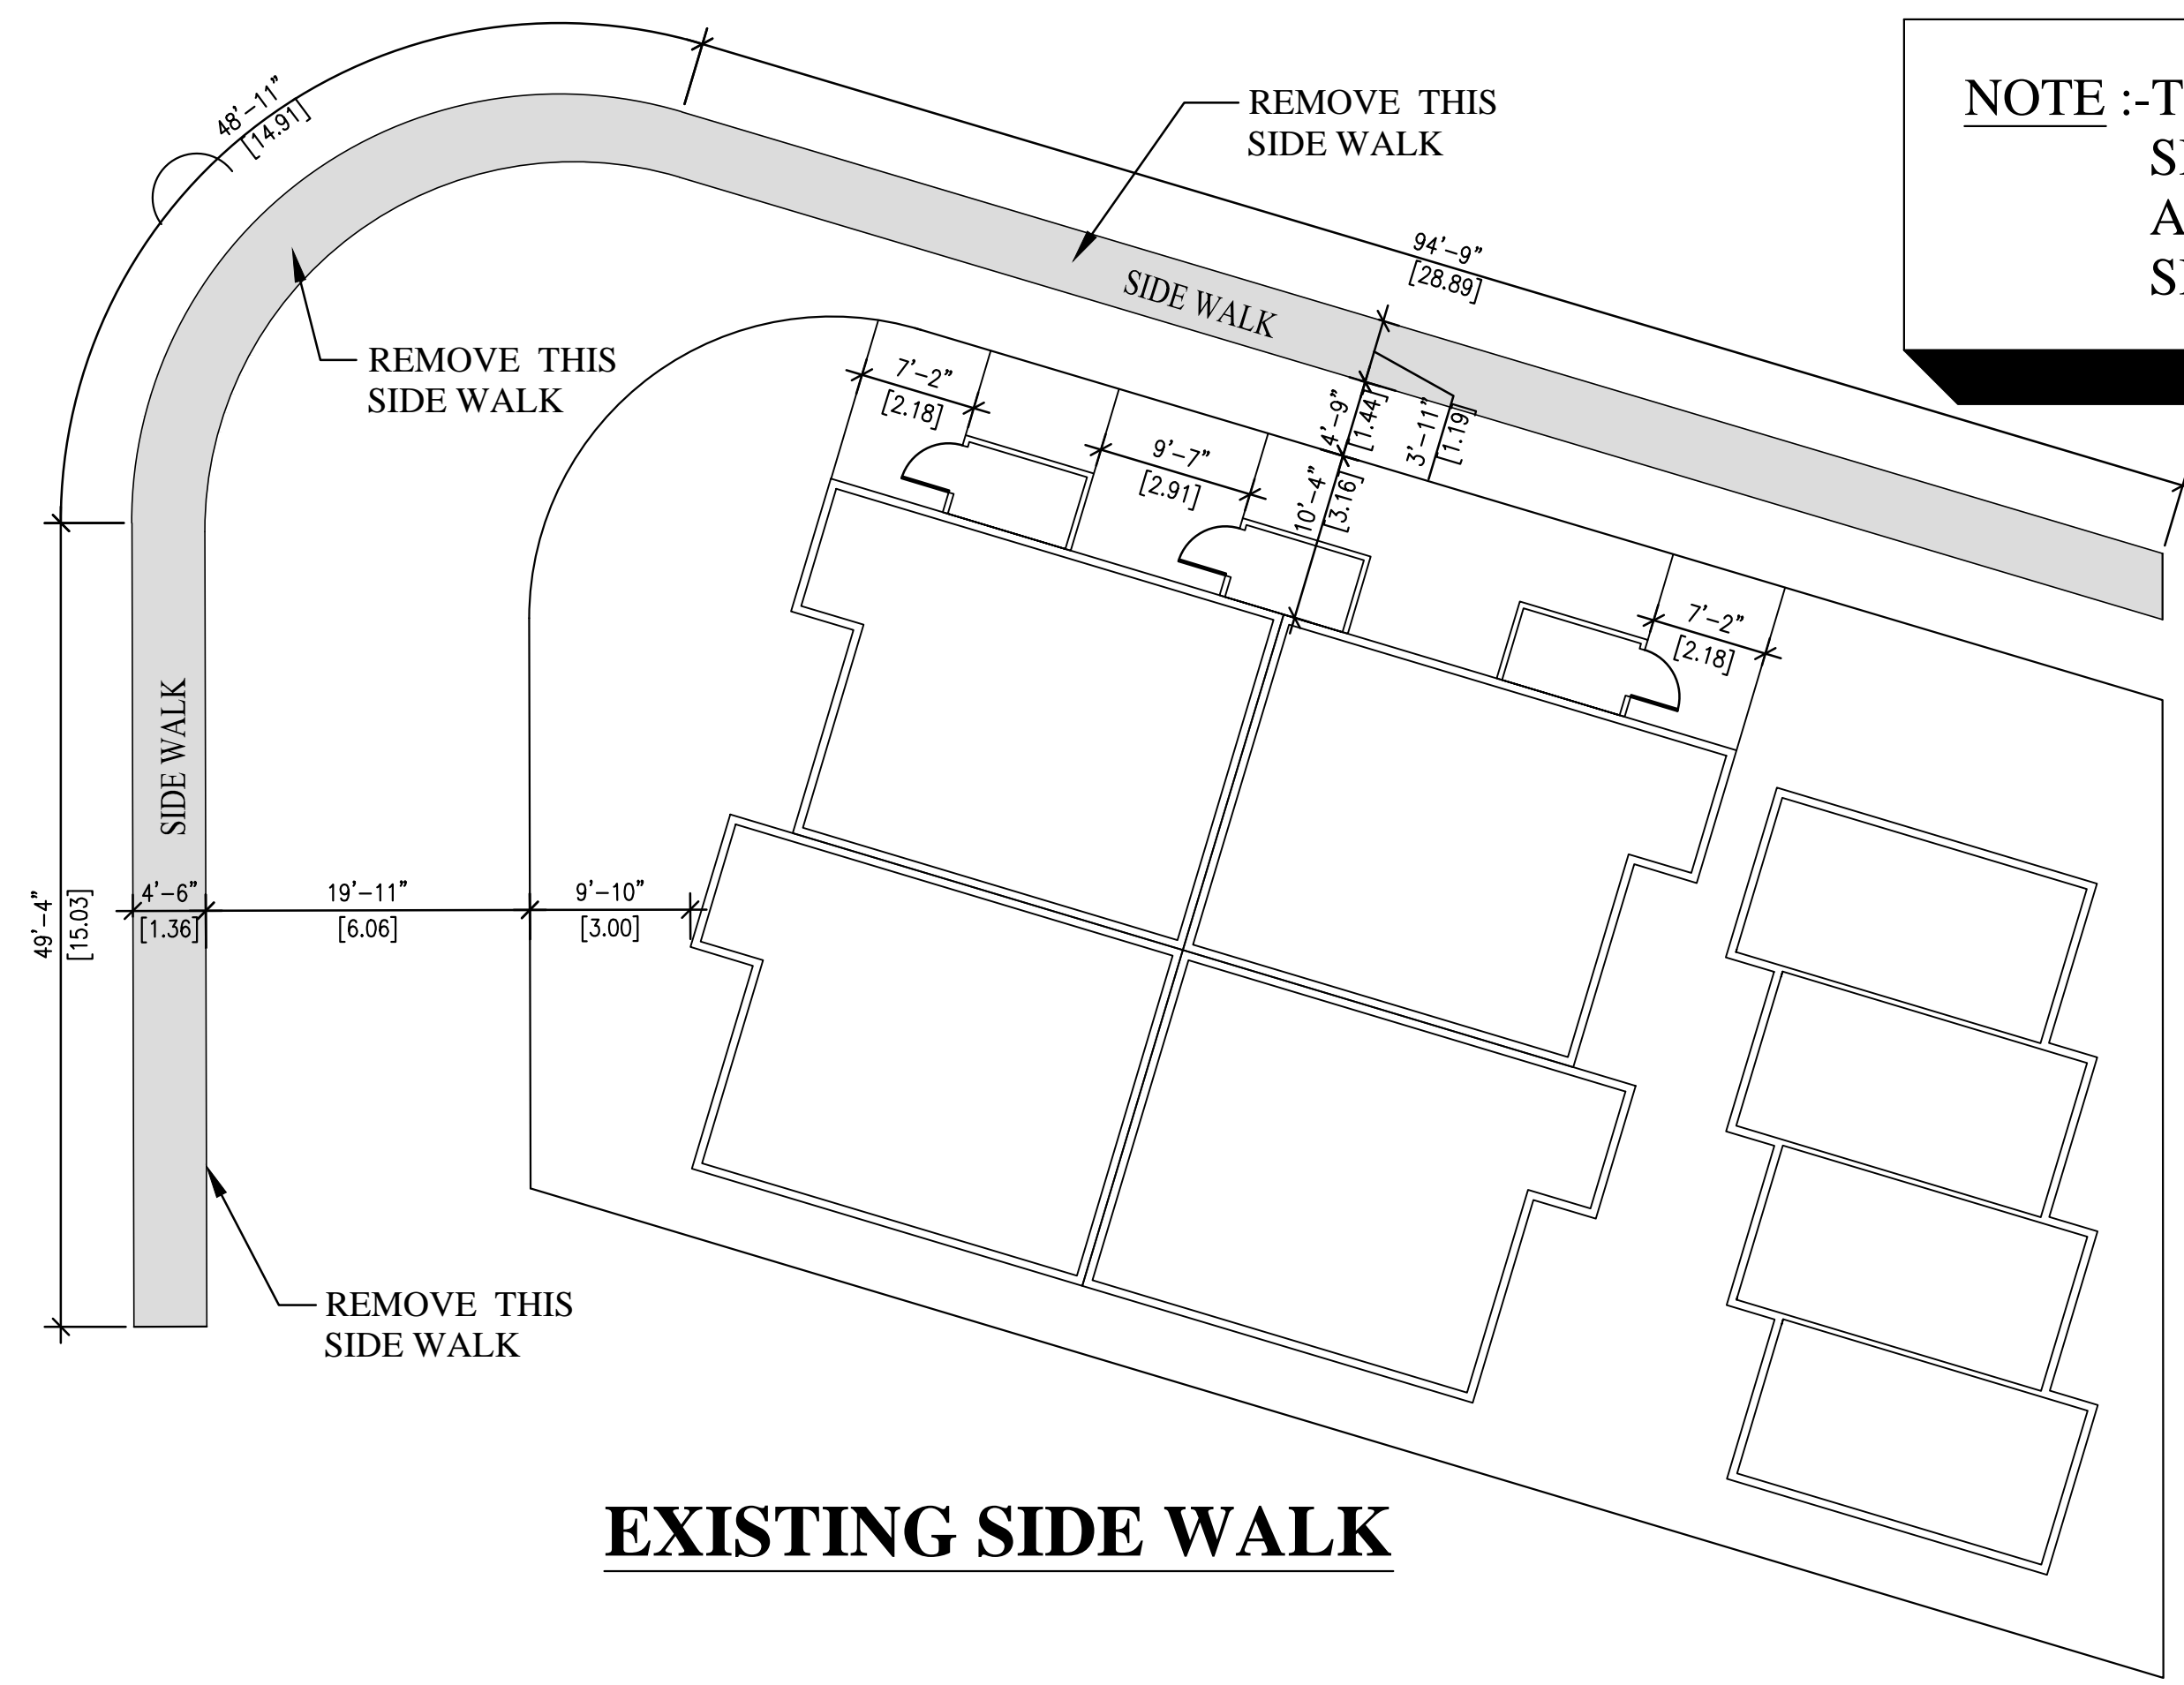 48'-11"
[14.91]
REMOVE THIS
SIDE WALK
NOTE :-T
SI
A
SI
94'-9"
[28.89]
SIDE WALK
REMOVE THIS
SIDE WALK
7'-2"
[2.18]
9'-7"
[2.91]
4'-9"
[1.44]
3'-11"
[1.19]
10'-4"
[3.16]
7'-2"
[2.18]
SIDE WALK
49'-4"
[15.03]
4'-6"
[1.36]
19'-11"
[6.06]
9'-10"
[3.00]
REMOVE THIS
SIDE WALK
EXISTING SIDE WALK